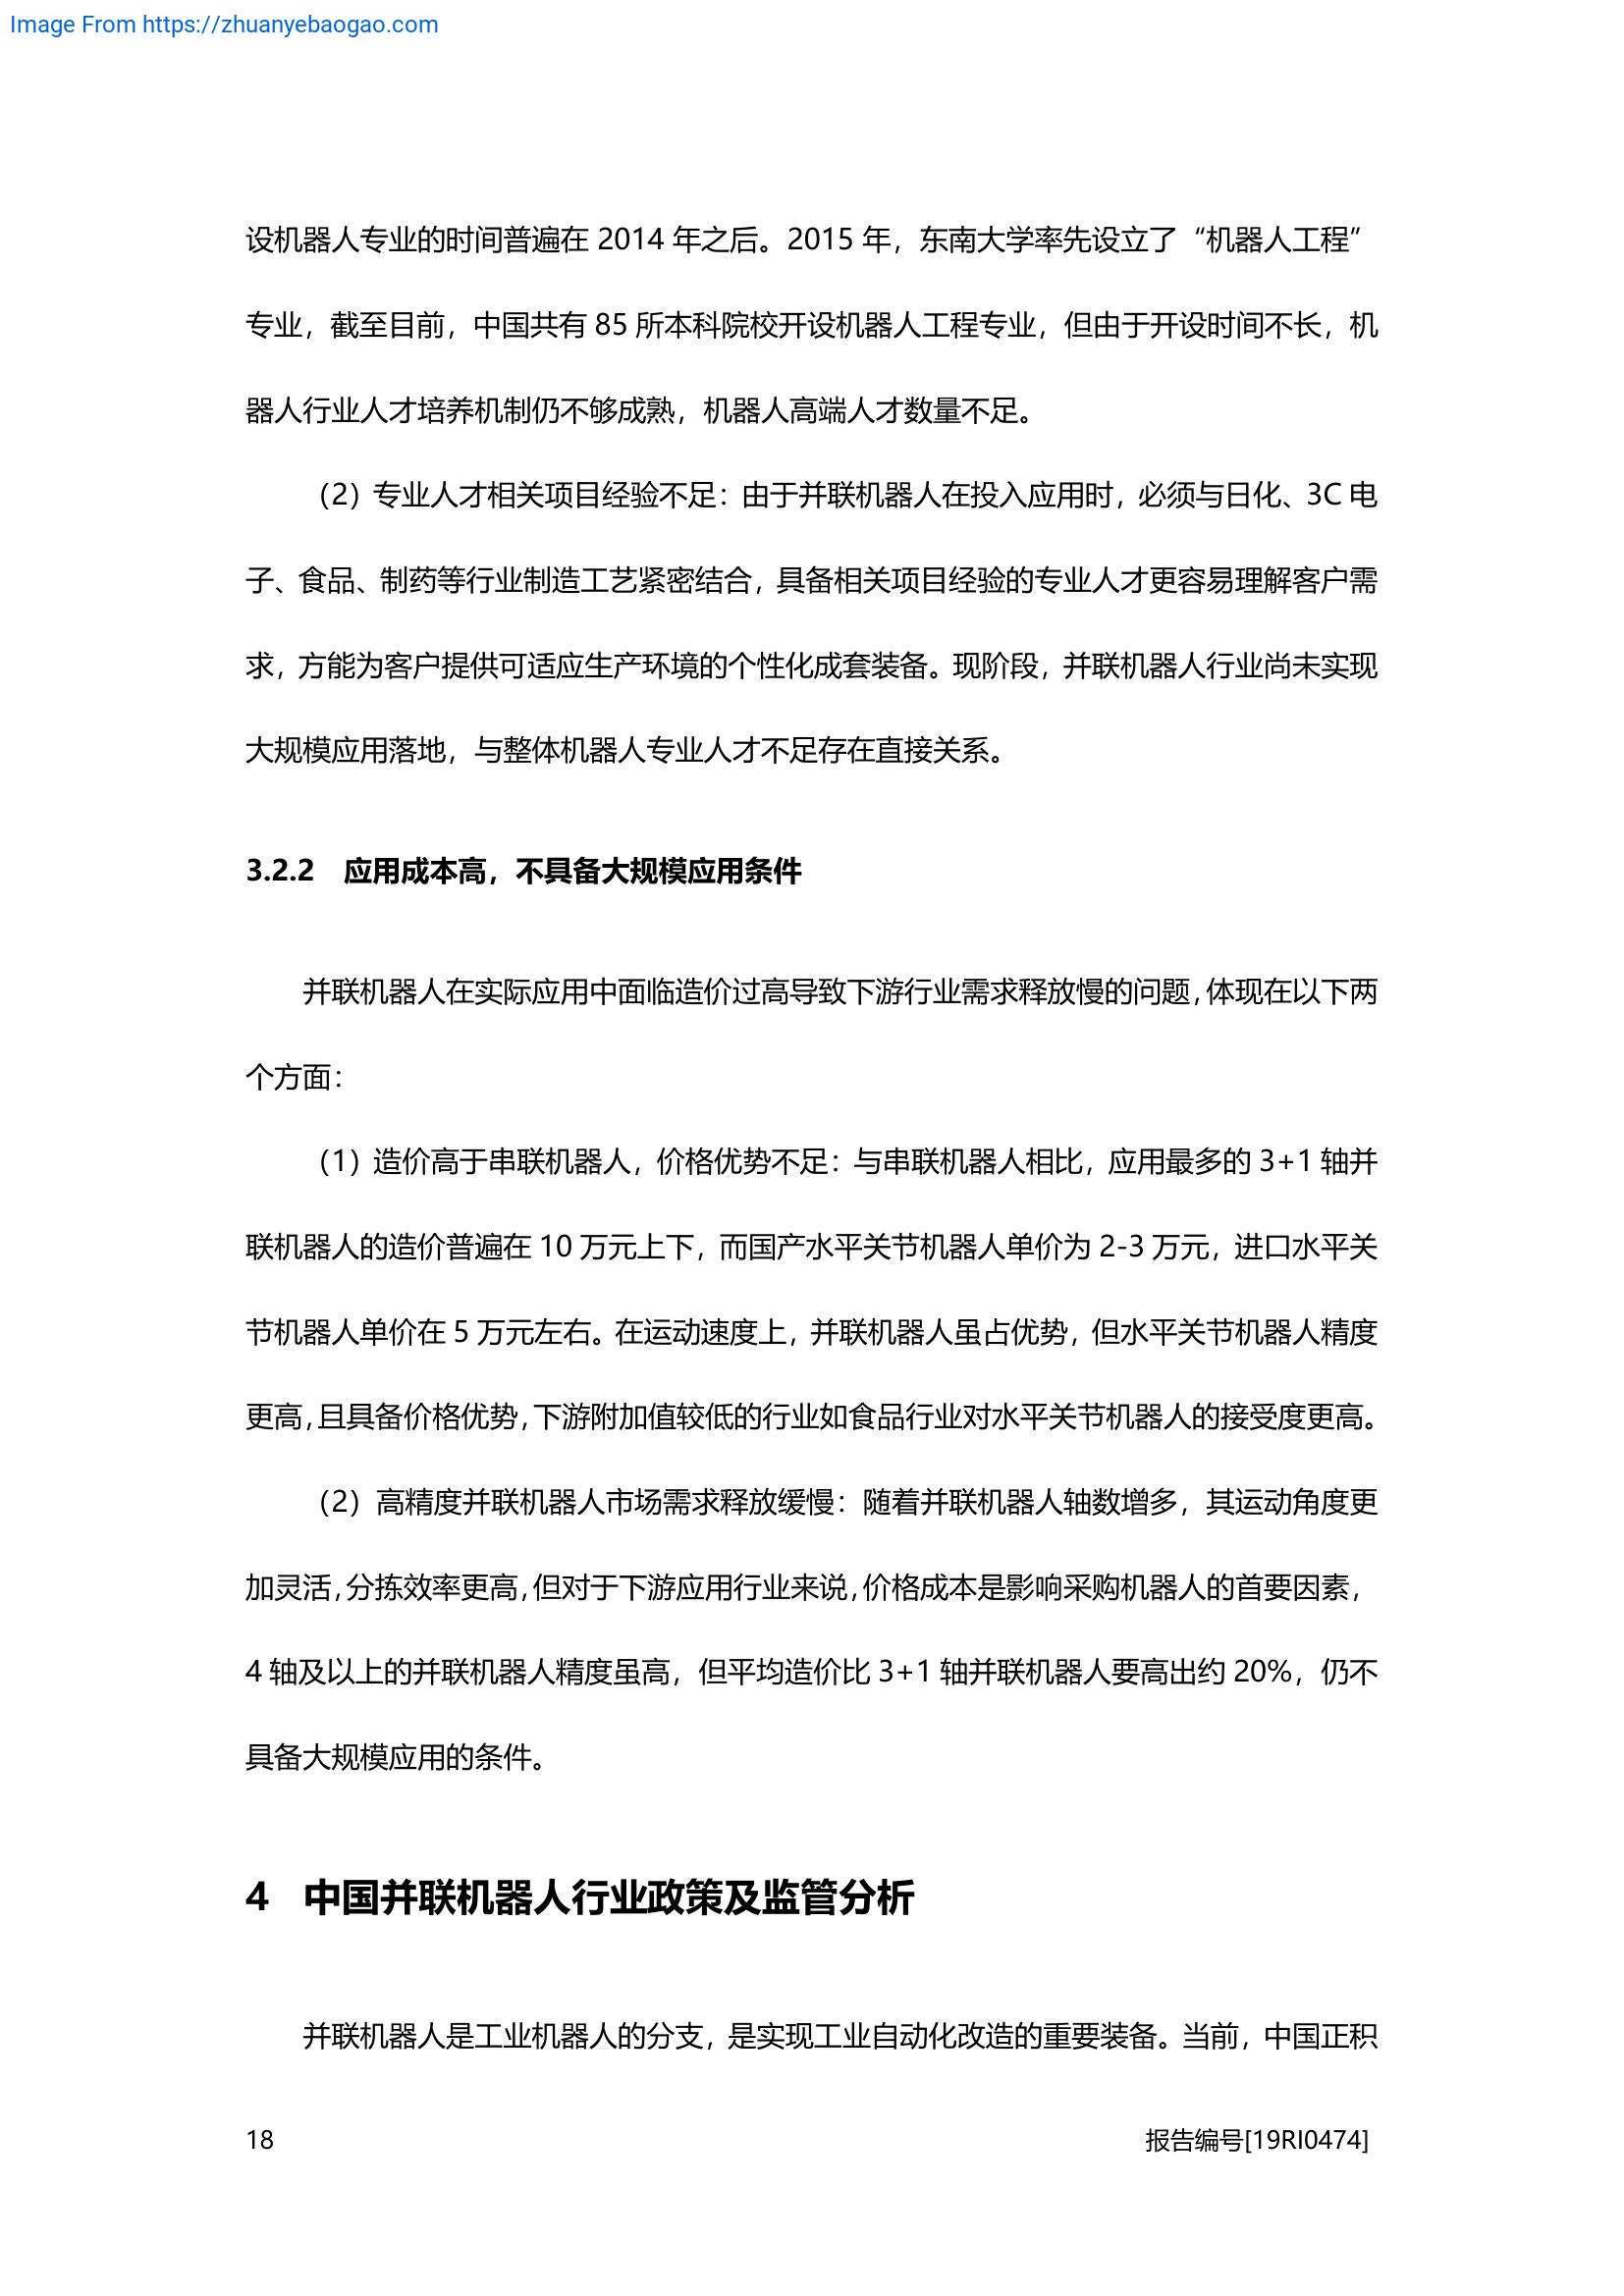 Image From https://zhuanyebaogao.com
设机器人专业的时间普遍在 2014 年之后。2015 年，东南大学率先设立了“机器人工程”
专业，截至目前，中国共有 85 所本科院校开设机器人工程专业，但由于开设时间不长，机
器人行业人才培养机制仍不够成熟，机器人高端人才数量不足。
（2）专业人才相关项目经验不足：由于并联机器人在投入应用时，必须与日化、3C 电
子、食品、制药等行业制造工艺紧密结合，具备相关项目经验的专业人才更容易理解客户需
求，方能为客户提供可适应生产环境的个性化成套装备。现阶段，并联机器人行业尚未实现
大规模应用落地，与整体机器人专业人才不足存在直接关系。
3.2.2 应用成本高，不具备大规模应用条件
并联机器人在实际应用中面临造价过高导致下游行业需求释放慢的问题，体现在以下两
个方面：
（1）造价高于串联机器人，价格优势不足：与串联机器人相比，应用最多的 3+1 轴并
联机器人的造价普遍在 10 万元上下，而国产水平关节机器人单价为 2-3 万元，进口水平关
节机器人单价在 5 万元左右。在运动速度上，并联机器人虽占优势，但水平关节机器人精度
更高，且具备价格优势，下游附加值较低的行业如食品行业对水平关节机器人的接受度更高。
（2）高精度并联机器人市场需求释放缓慢：随着并联机器人轴数增多，其运动角度更
加灵活，分拣效率更高，但对于下游应用行业来说，价格成本是影响采购机器人的首要因素，
4 轴及以上的并联机器人精度虽高，但平均造价比 3+1 轴并联机器人要高出约 20%，仍不
具备大规模应用的条件。
4 中国并联机器人行业政策及监管分析
并联机器人是工业机器人的分支，是实现工业自动化改造的重要装备。当前，中国正积
18 报告编号[19RI0474]